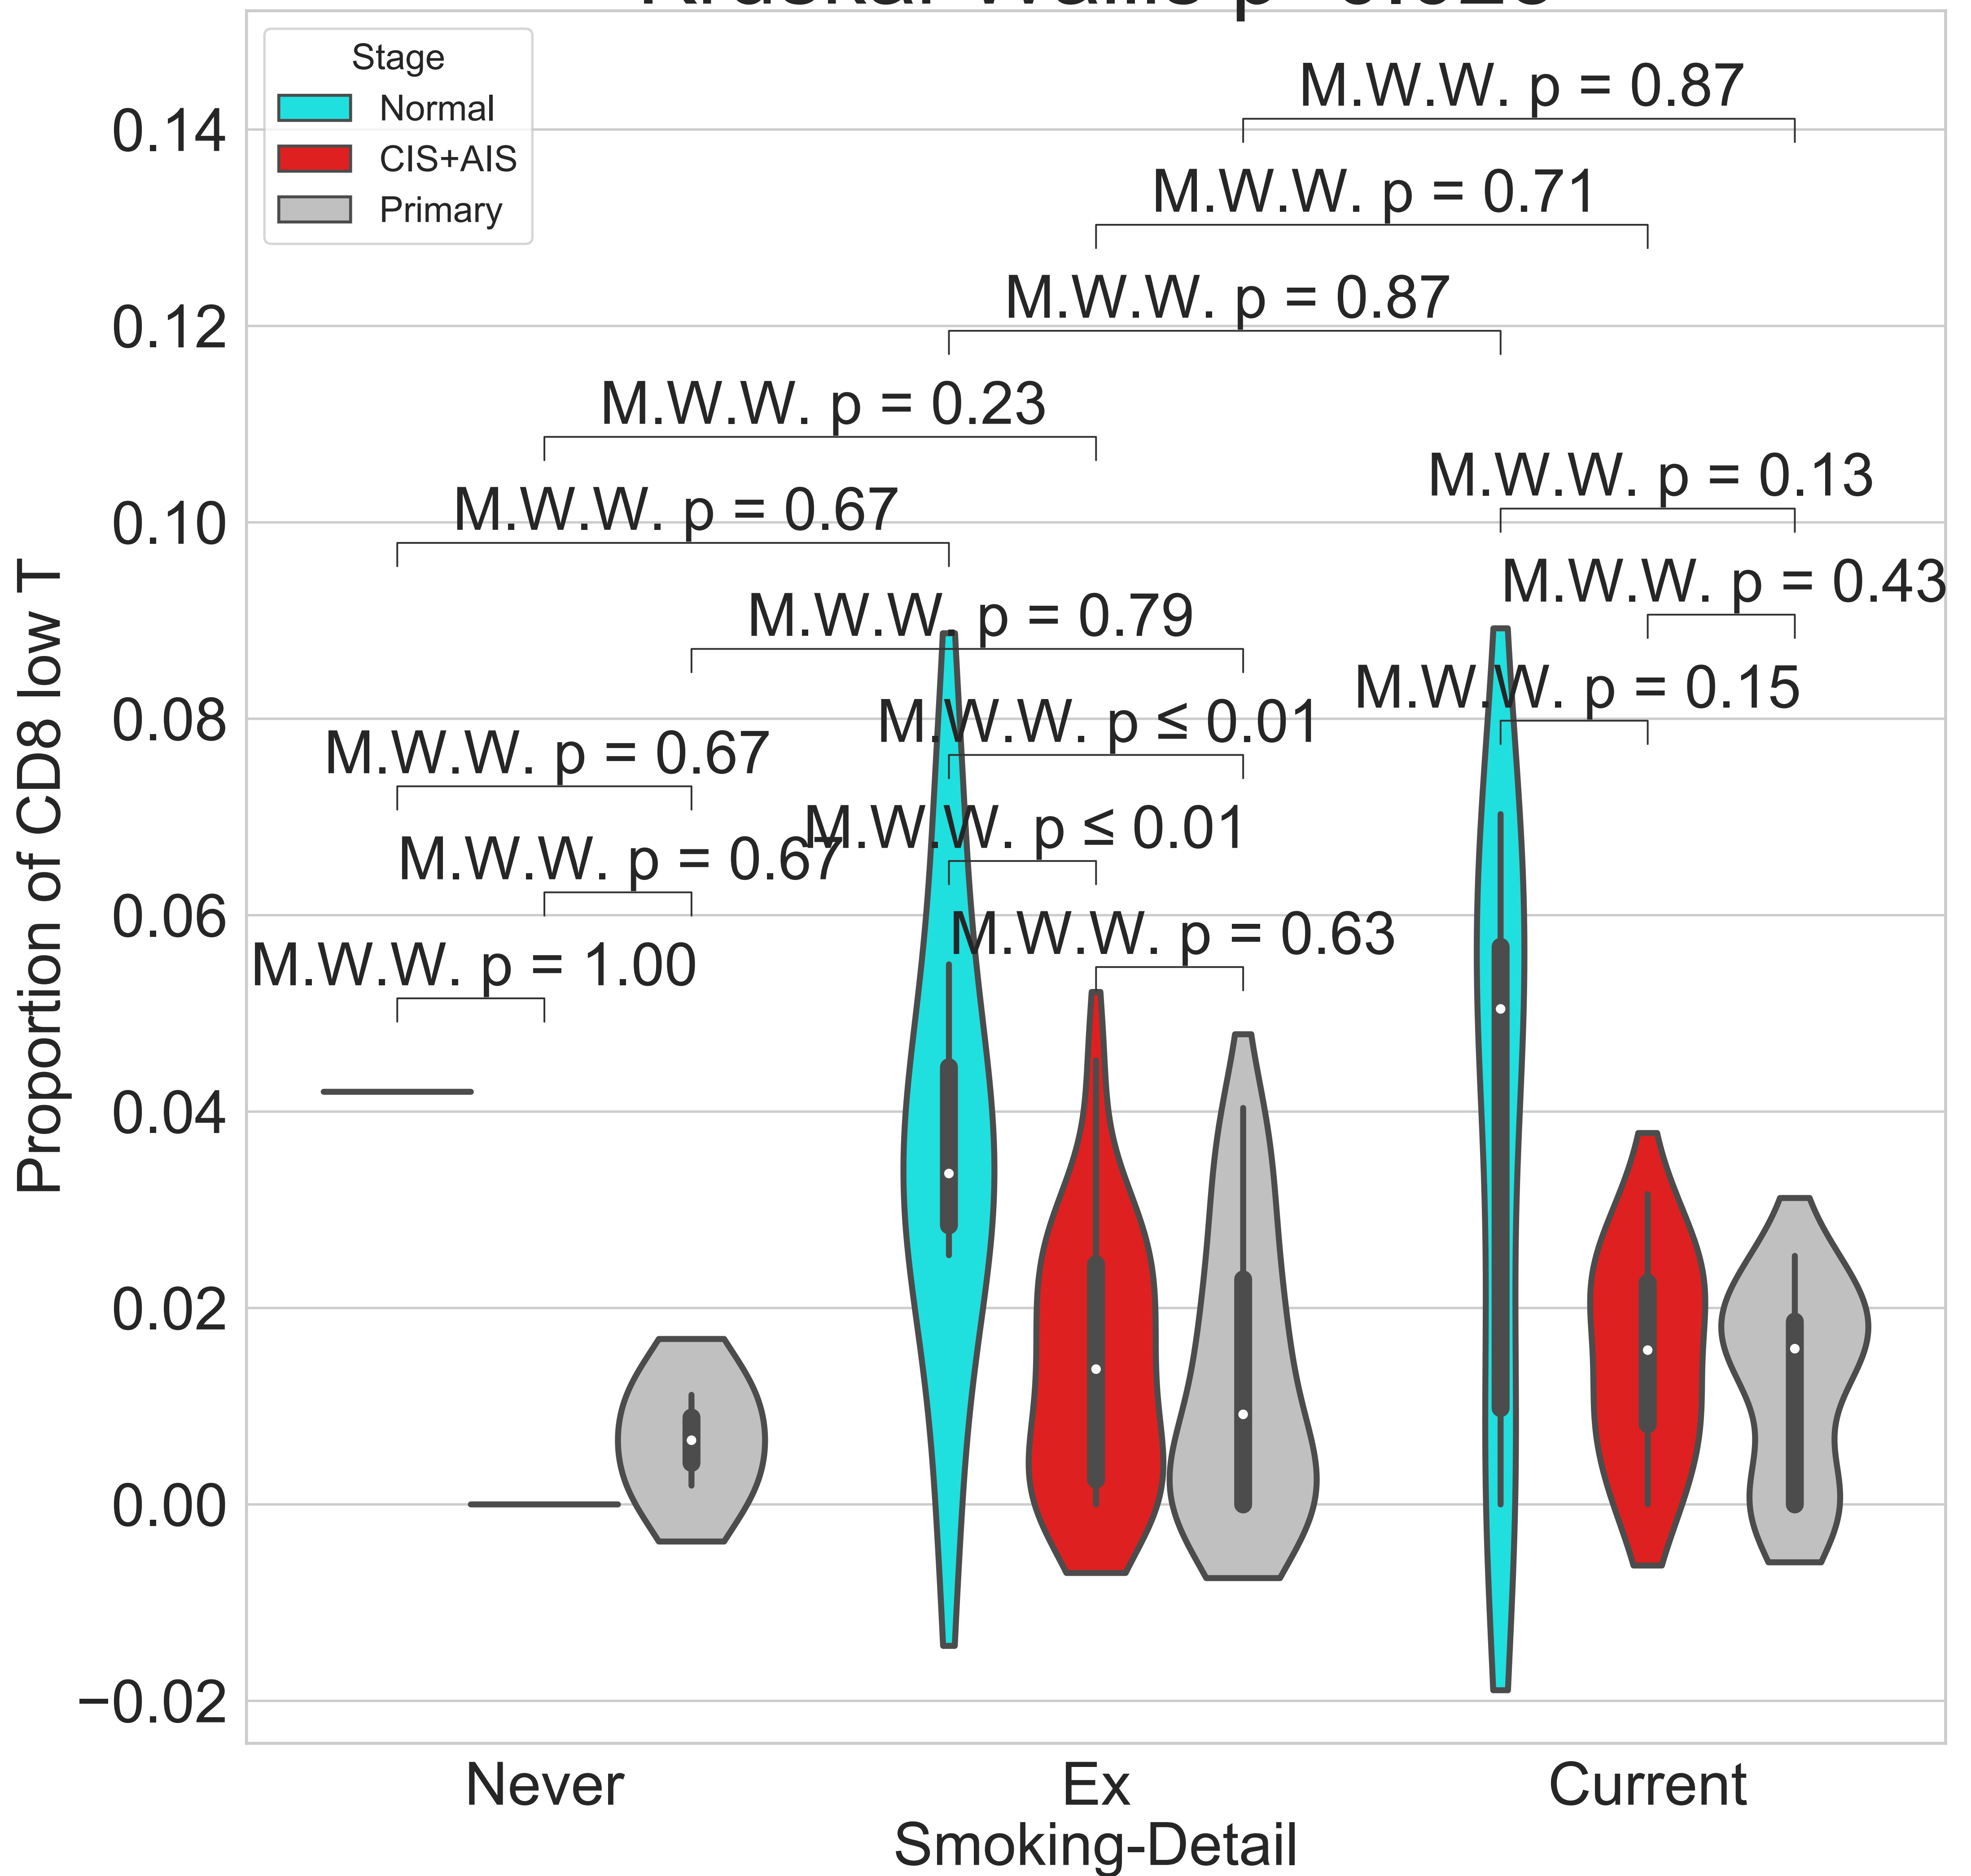 Stage
Normal
CIS+AIS
Primary
M.W.W. p = 0.87
0.14
M.W.W. p = 0.71
M.W.W. p = 0.87
0.12
M.W.W. p = 0.23
M.W.W. p = 0.13
M.W.W. p = 0.67
0.10
M.W.W. p = 0.43
M.W.W. p = 0.79
M.W.W. p = 0.15
M.W.W. p ≤ 0.01
0.08
M.W.W. p = 0.67
M.W.W. p ≤ 0.01
M.W.W. p = 0.67
0.06
M.W.W. p = 0.63
M.W.W. p = 1.00
0.04
0.02
0.00
−0.02
Proportion of CD8 low T
Never
Ex
Current
Smoking-Detail